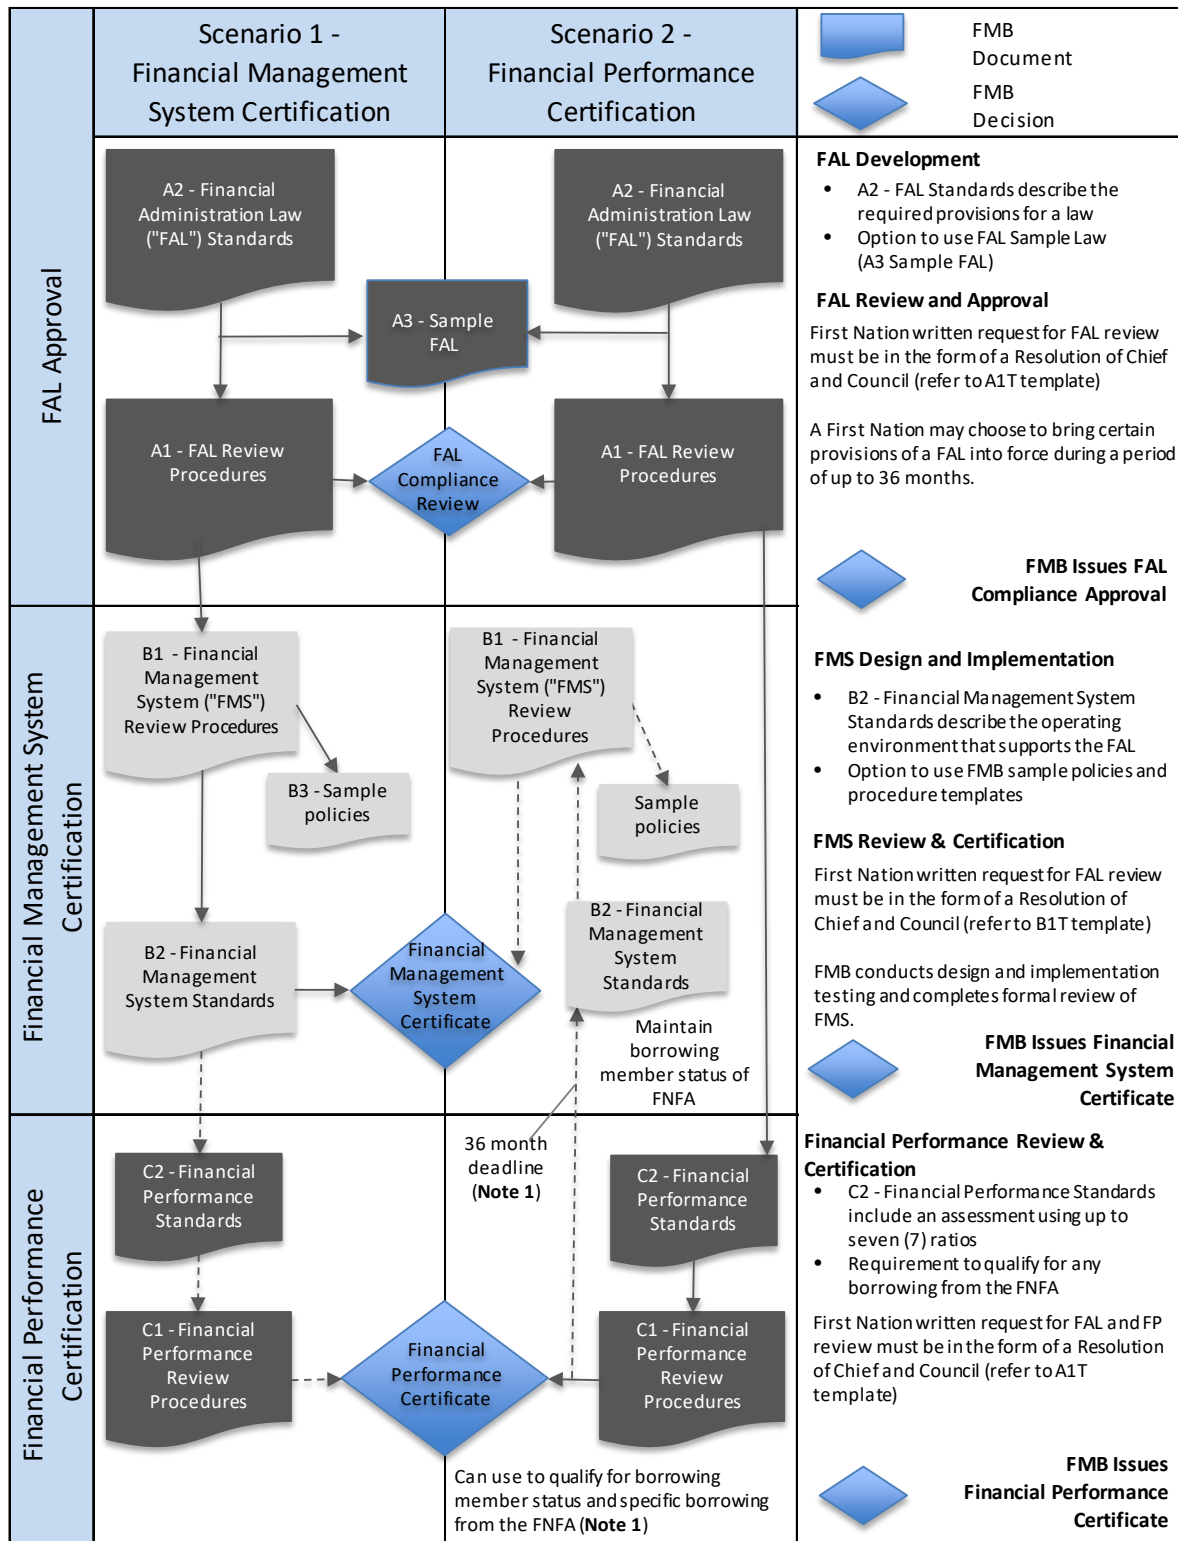 Scenario 1 -
Financial Management
System Certification
Scenario 2 -
Financial Performance
Certification
FMB
Document
FMB
Decision
FAL Approval
A2 - Financial
Administration Law
("FAL") Standards
A2 - Financial
Administration Law
("FAL") Standards
A3 - Sample
FAL
A1 - FAL Review
Procedures
FAL
Compliance
Review
A1 - FAL Review
Procedures
FAL Development
• A2 - FAL Standards describe the
required provisions for a law
• Option to use FAL Sample Law
(A3 Sample FAL)
FAL Review and Approval
First Nation written request for FAL review
must be in the form of a Resolution of Chief
and Council (refer to A1T template)
A First Nation may choose to bring certain
provisions of a FAL into force during a period
of up to 36 months.
FMB Issues FAL
Compliance Approval
Financial Management System
Certification
B1 - Financial
Management
System ("FMS")
Review Procedures
B3 - Sample
policies
B2 - Financial
Management
System Standards
Financial
Management
System
Certificate
B1 - Financial
Management
System ("FMS")
Review
Procedures
Sample
policies
B2 - Financial
Management
System
Standards
Maintain
borrowing
member status of
FNFA
FMS Design and Implementation
• B2 - Financial Management System
Standards describe the operating
environment that supports the FAL
• Option to use FMB sample policies and
procedure templates
FMS Review & Certification
First Nation written request for FAL review
must be in the form of a Resolution of
Chief and Council (refer to B1T template)
FMB conducts design and implementation
testing and completes formal review of
FMS.
FMB Issues Financial
Management System
Certificate
Financial Performance
Certification
C2 - Financial
Performance
Standards
C1 - Financial
Performance
Review
Procedures
Financial
Performance
Certificate
36 month
deadline
(Note 1)
C2 - Financial
Performance
Standards
C1 - Financial
Performance
Review
Procedures
Can use to qualify for borrowing
member status and specific borrowing
from the FNFA (Note 1)
Financial Performance Review &
Certification
• C2 - Financial Performance Standards
include an assessment using up to
seven (7) ratios
• Requirement to qualify for any
borrowing from the FNFA
First Nation written request for FAL and FP
review must be in the form of a Resolution
of Chief and Council (refer to A1T
template)
FMB Issues
Financial Performance
Certificate